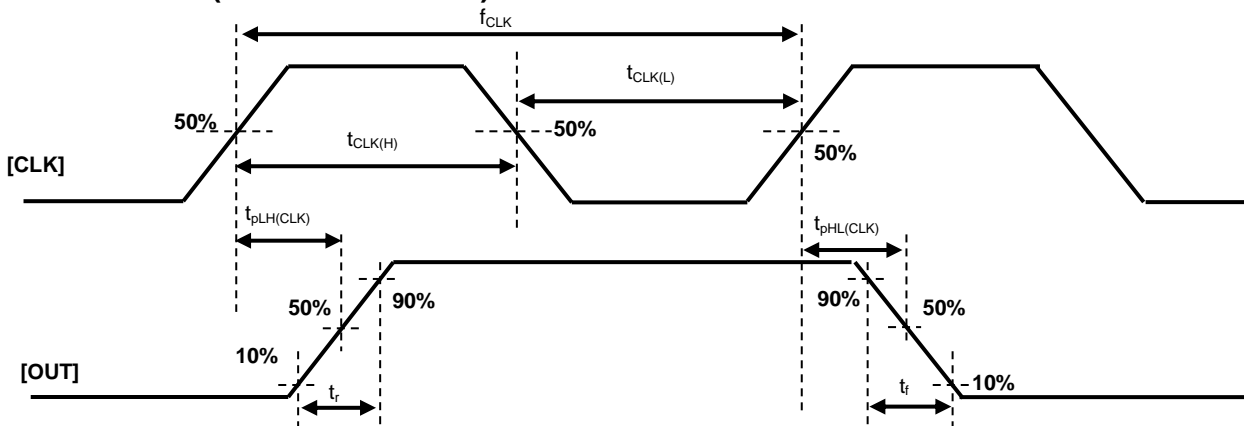 fCLK
tCLK(L)
50%
50%
tCLK(H)
50%
[CLK]
tpLH(CLK)
tpHL(CLK)
50%
90%
90%
50%
10%
[OUT]
tr
tf
10%